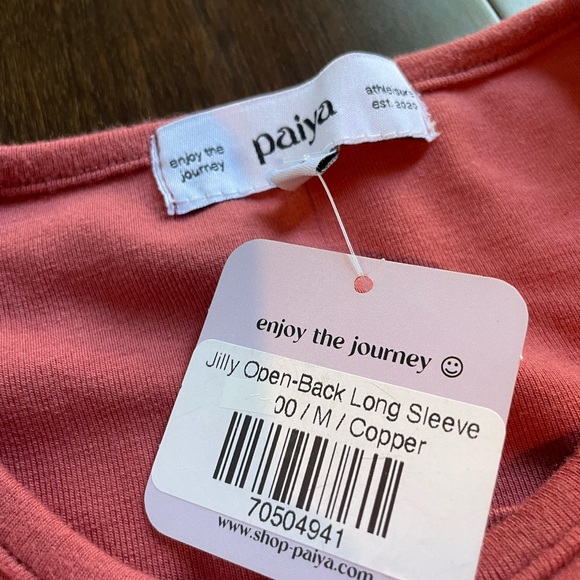 enjoy the
journey
paiya
athleisure
est. 2020
enjoy the journey ☺
Jilly Open-Back Long Sleeve
00 / M / Copper
70504941
www.shop-paiya.com